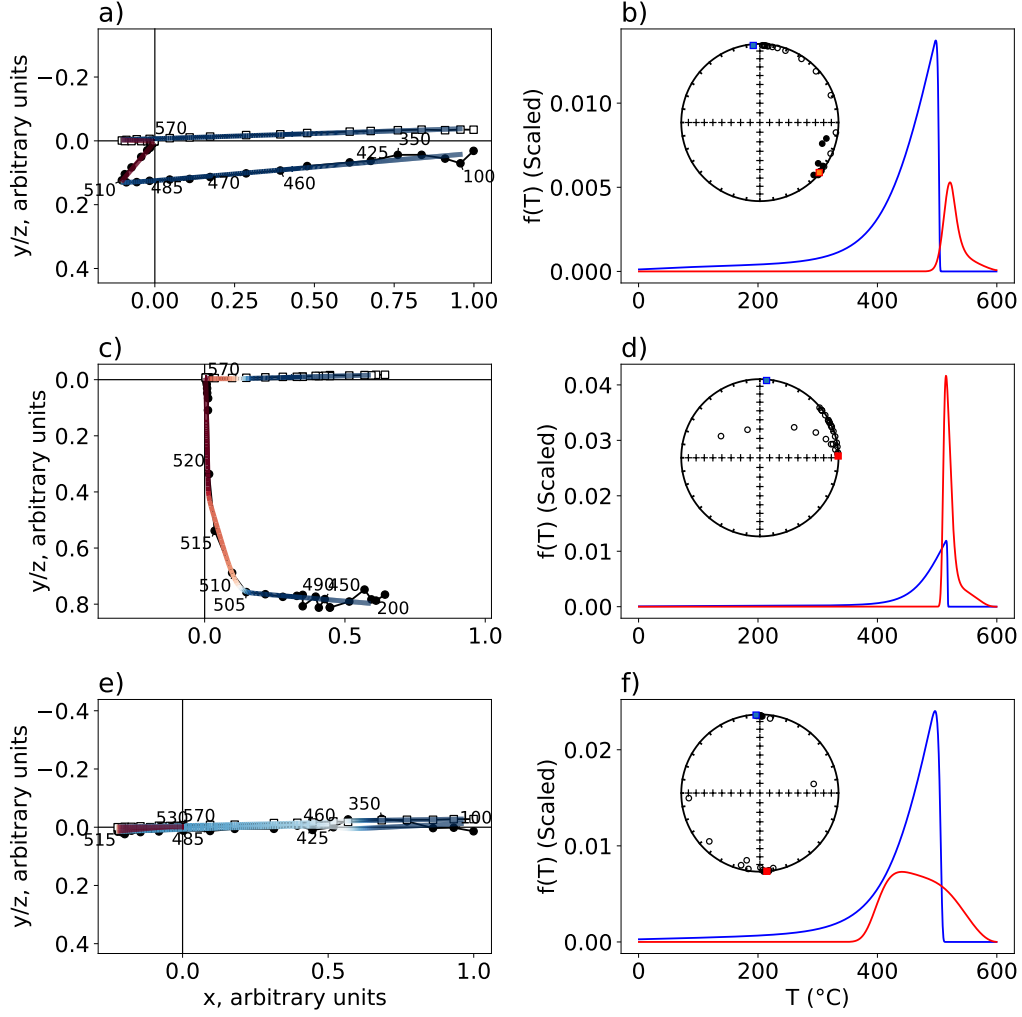 a)
y/z, arbitrary units
−0.2
0.0
0.2
0.4
570
350
425
100
510
485
470
460
0.00 0.25 0.50 0.75 1.00
b)
f(T) (Scaled)
0.010
0.005
0.000
0 200 400 600
c)
y/z, arbitrary units
0.0
0.2
0.4
0.6
0.8
570
520
515
510
505
490
450
200
0.0 0.5 1.0
d)
f(T) (Scaled)
0.04
0.03
0.02
0.01
0.00
0 200 400 600
e)
y/z, arbitrary units
−0.4
−0.2
0.0
0.2
0.4
530
570
460
350
100
515
485
425
0.0 0.5 1.0
x, arbitrary units
f)
f(T) (Scaled)
0.02
0.01
0.00
0 200 400 600
T (°C)